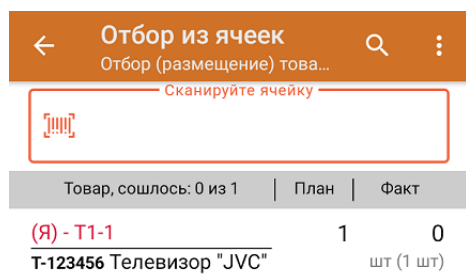 Отбор из ячеек
Отбор (размещение) това...
Сканируйте ячейку
Товар, сошлось: 0 из 1 | План | Факт
(Я) - Т1-1 1 0
Т-123456 Телевизор "JVC" шт (1 шт)